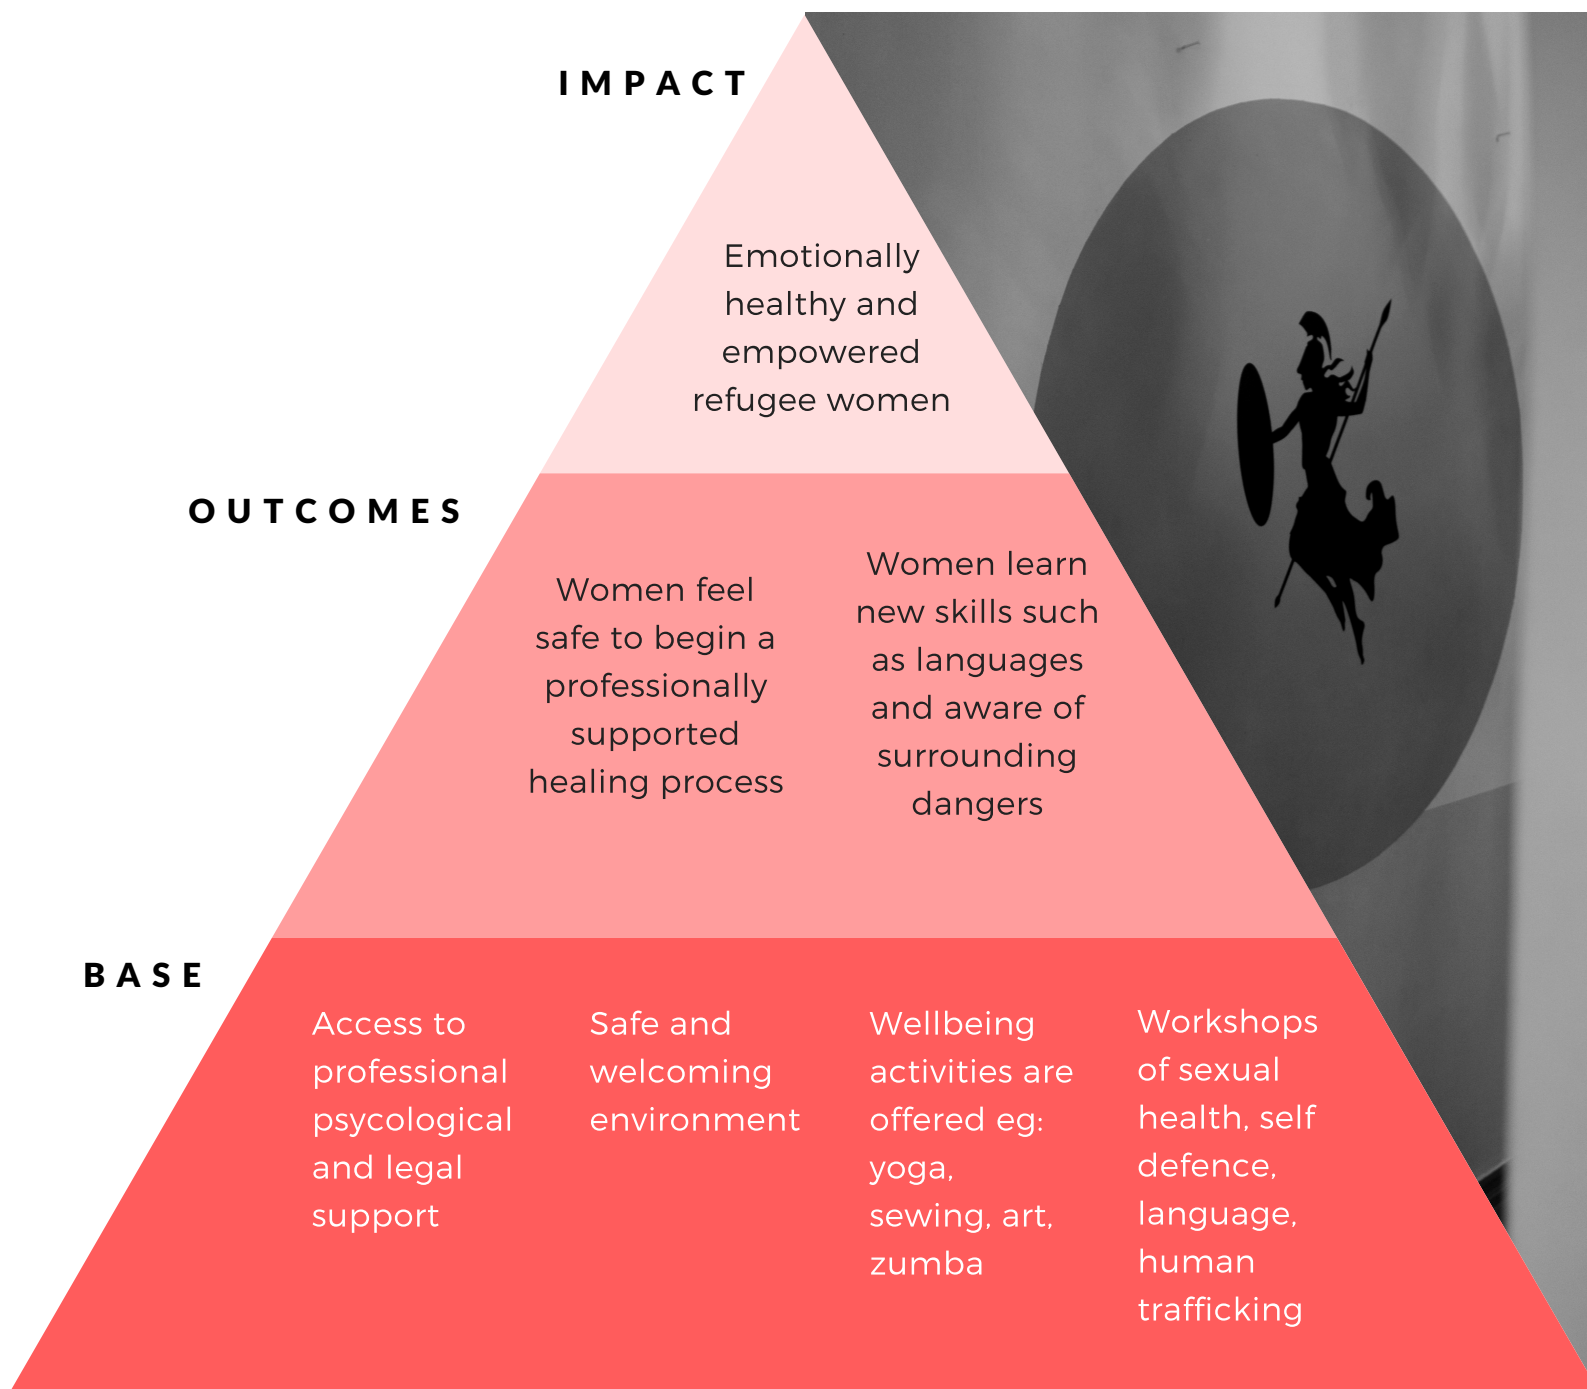 IMPACT
Emotionally
healthy and
empowered
refugee women
OUTCOMES
Women feel
safe to begin a
professionally
supported
healing process
Women learn
new skills such
as languages
and aware of
surrounding
dangers
BASE
Access to
professional
psycological
and legal
support
Safe and
welcoming
environment
Wellbeing
activities are
offered eg:
yoga,
sewing, art,
zumba
Workshops
of sexual
health, self
defence,
language,
human
trafficking